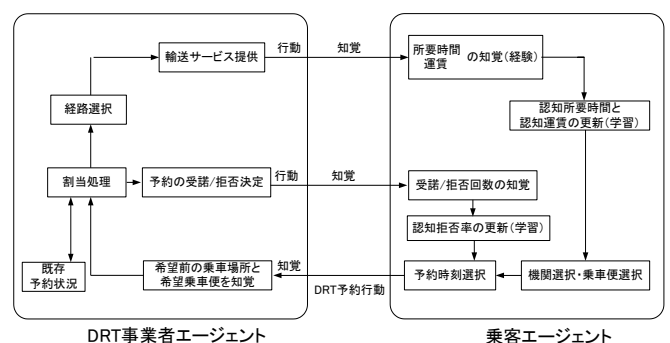 輸送サービス提供
行動
知覚
所要時間
運賃
の知覚(経験)
経路選択
認知所要時間と
認知運賃の更新(学習)
割当処理
予約の受諾/拒否決定
行動
知覚
受諾/拒否回数の知覚
認知拒否率の更新(学習)
既存
予約状況
希望前の乗車場所と
希望乗車便を知覚
知覚
DRT予約行動
予約時刻選択
機関選択・乗車便選択
DRT事業者エージェント
乗客エージェント